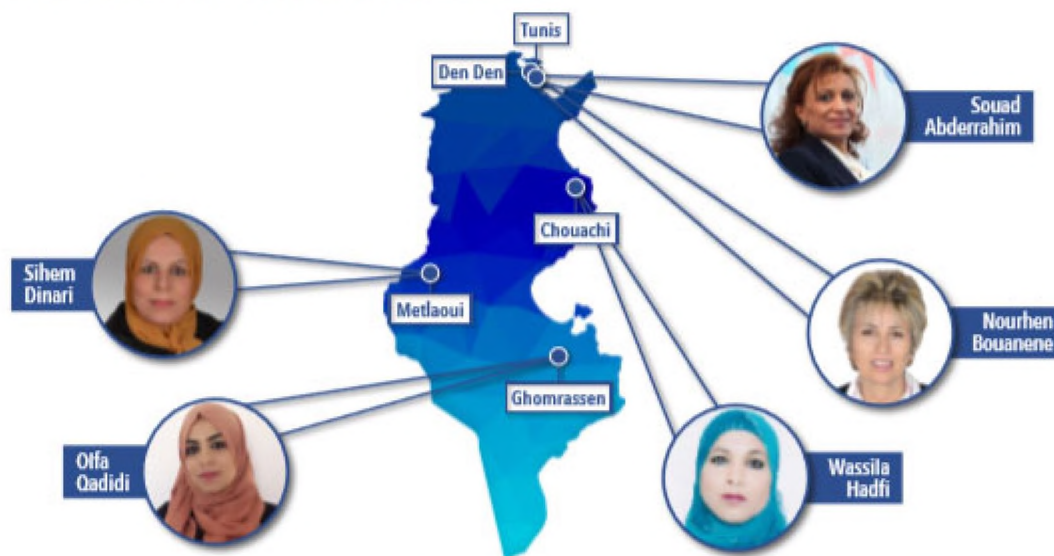 Tunis
Den Den
Souad
Abderrahim
Chouachi
Sihem
Dinari
Metlaoui
Nourhen
Bouanene
Ghomrassen
Olfa
Qadidi
Wassila
Hadfi